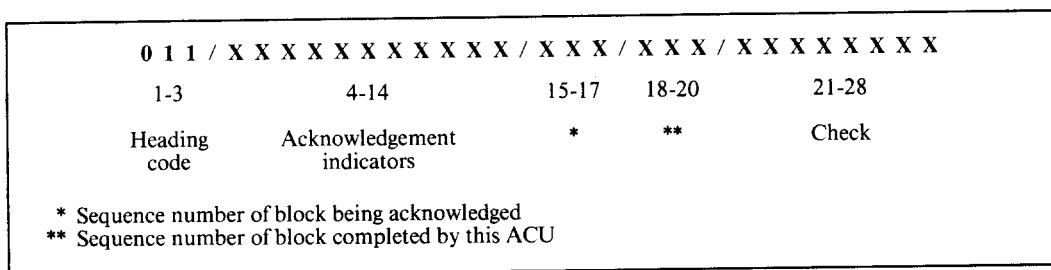 0 1 1 / X X X X X X X X X X X / X X X / X X X / X X X X X X X X
1-3 4-14 15-17 18-20 21-28
Heading Acknowledgement * ** Check
code indicators
* Sequence number of block being acknowledged
** Sequence number of block completed by this ACU